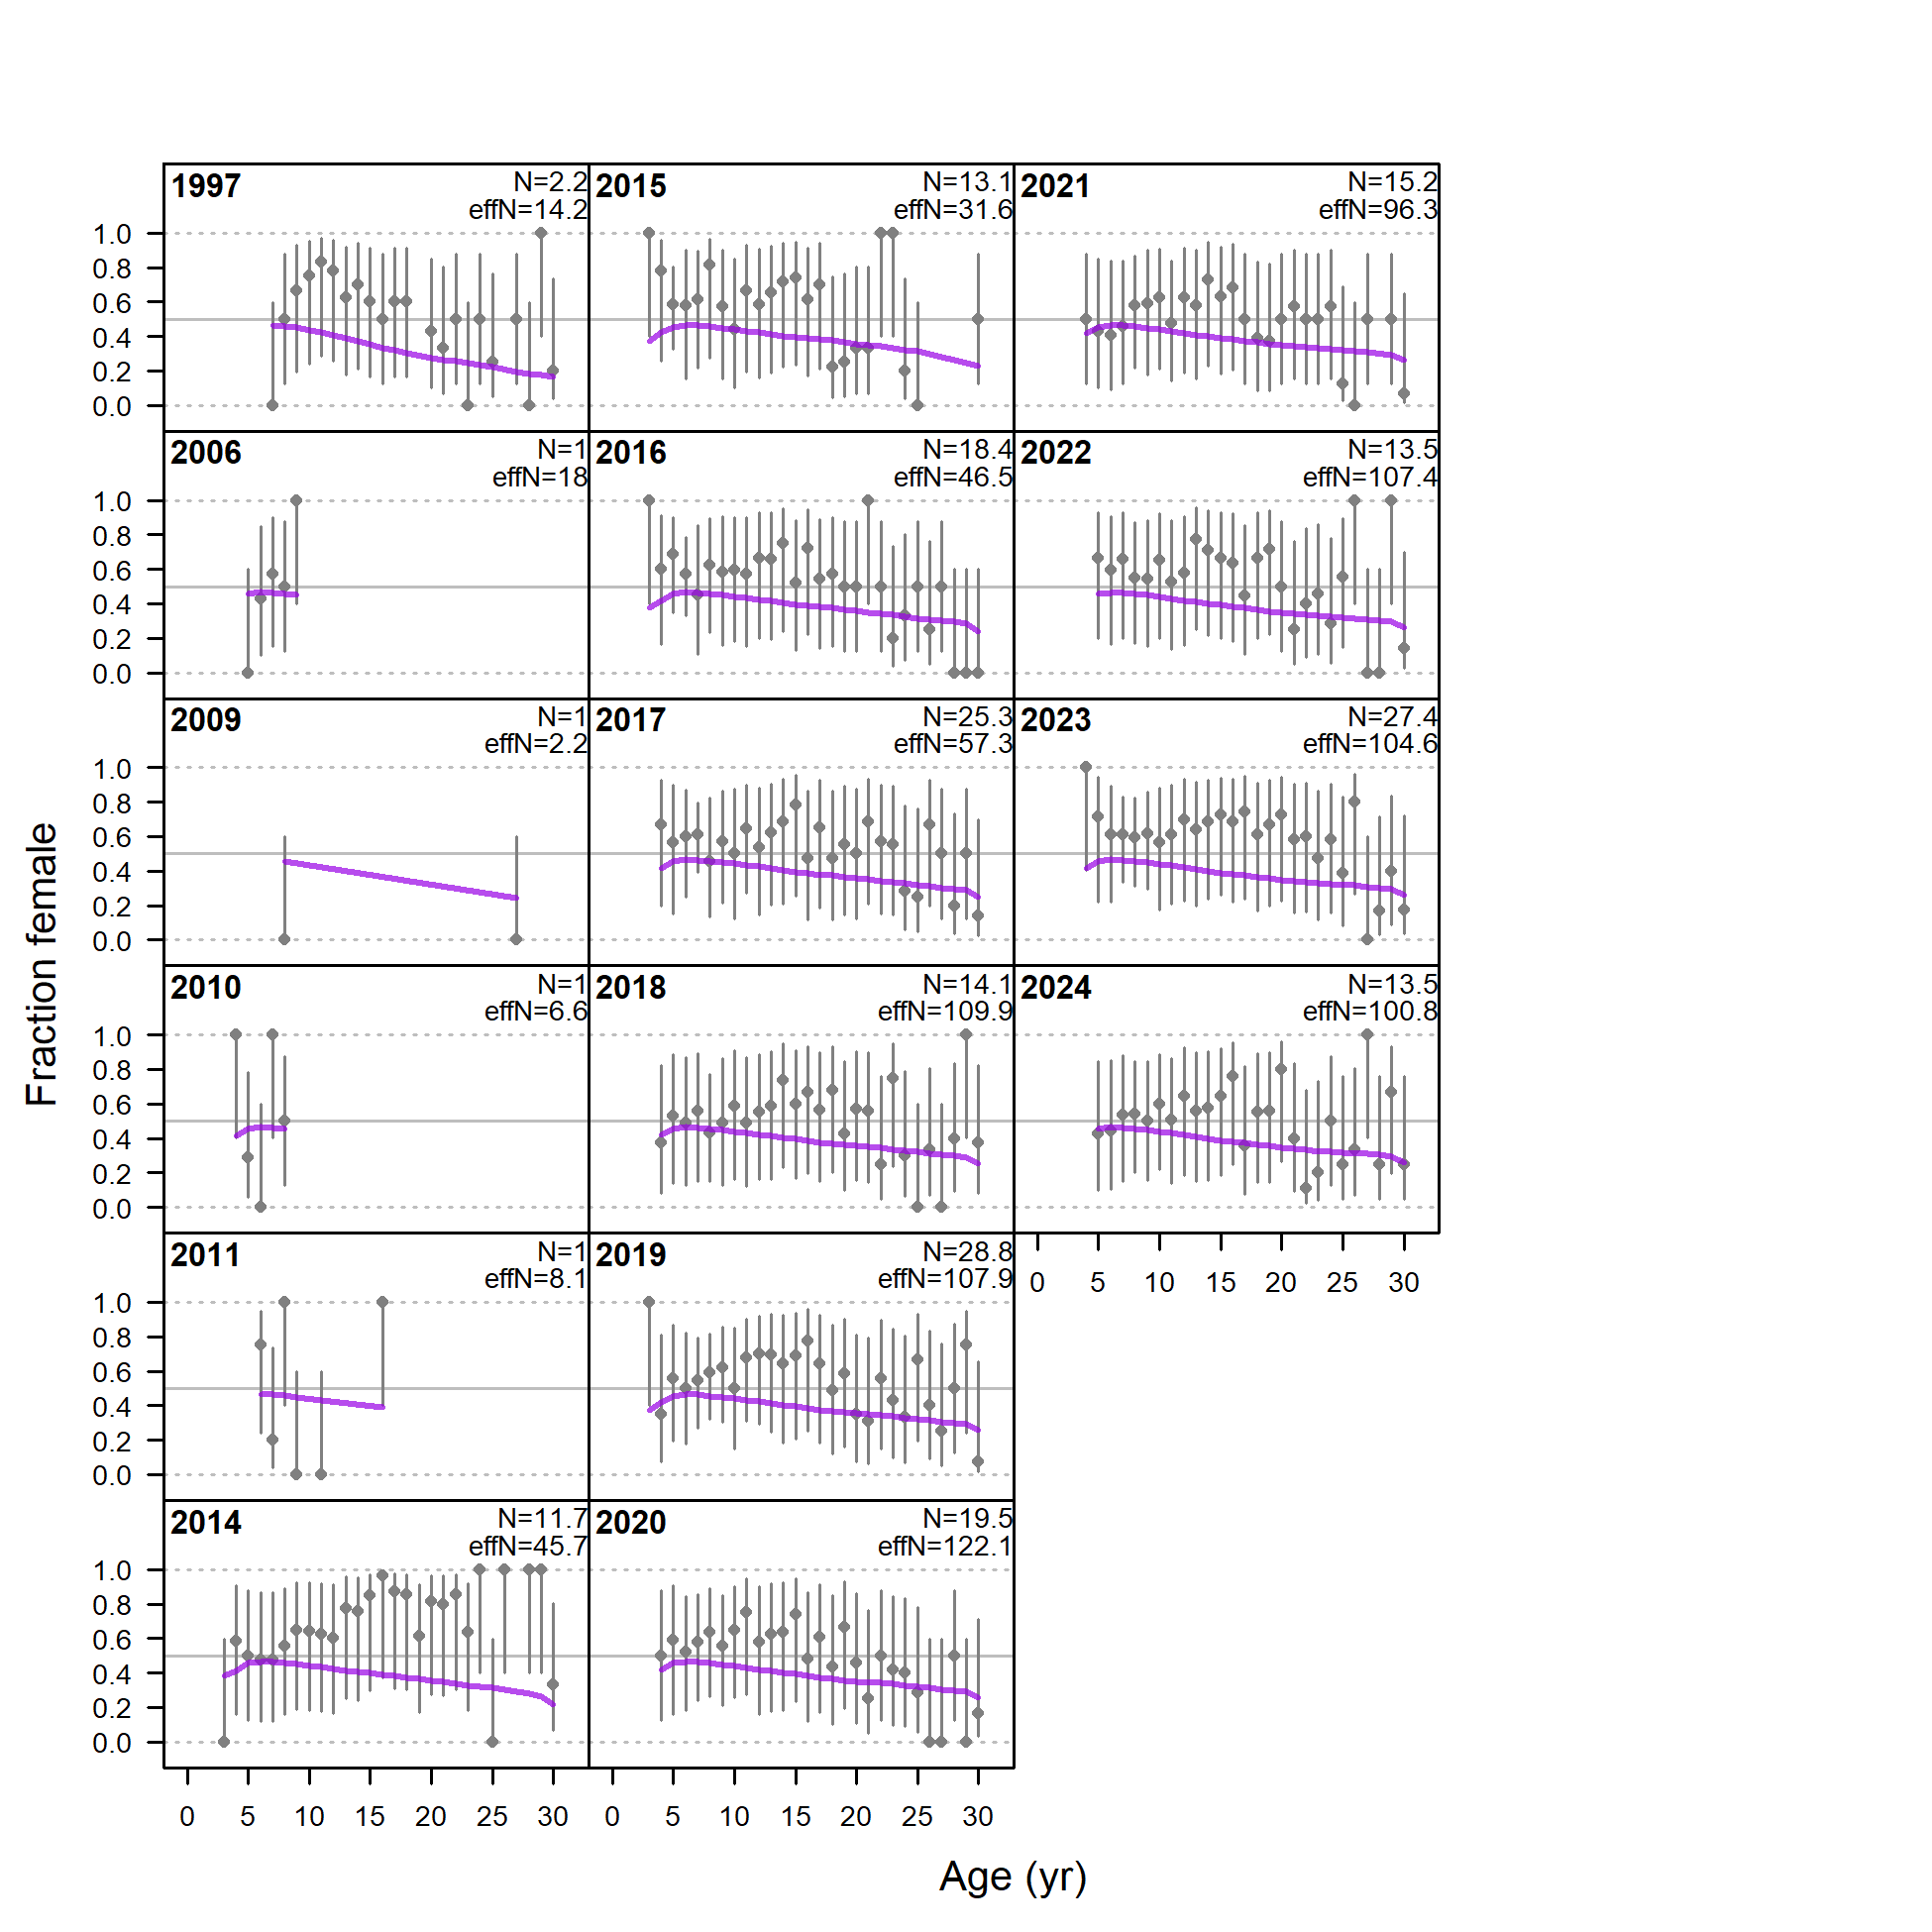 1997
N=2.2
effN=14.2
2015
N=13.1
effN=31.6
2021
N=15.2
effN=96.3
1.0
0.8
0.6
0.4
0.2
0.0
2006
N=1
effN=18
2016
N=18.4
effN=46.5
2022
N=13.5
effN=107.4
1.0
0.8
0.6
0.4
0.2
0.0
2009
N=1
effN=2.2
2017
N=25.3
effN=57.3
2023
N=27.4
effN=104.6
1.0
0.8
0.6
0.4
0.2
0.0
2010
N=1
effN=6.6
2018
N=14.1
effN=109.9
2024
N=13.5
effN=100.8
1.0
0.8
0.6
0.4
0.2
0.0
0 5 10 15 20 25 30
2011
N=1
effN=8.1
2019
N=28.8
effN=107.9
1.0
0.8
0.6
0.4
0.2
0.0
2014
N=11.7
effN=45.7
2020
N=19.5
effN=122.1
1.0
0.8
0.6
0.4
0.2
0.0
0 5 10 15 20 25 30
0 5 10 15 20 25 30
Fraction female
Age (yr)